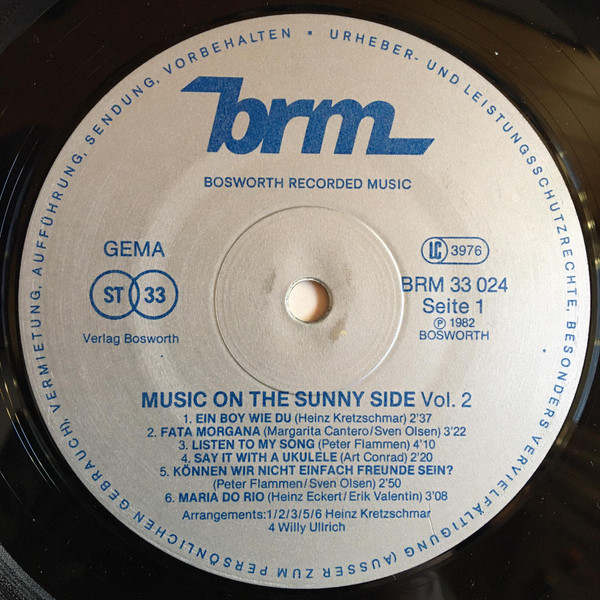 URHEBER- UND LEISTUNGSSCHUTZRECHTE, BESONDERS VERVIELFÄLTIGUNG (AUSSER ZUM PERSÖNLICHEN GEBRAUCH), VERMIETUNG, AUFFÜHRUNG, SENDUNG, VORBEHALTEN *
brm
BOSWORTH RECORDED MUSIC
GEMA
LC 3976
ST 33
BRM 33 024
Seite 1
Verlag Bosworth
℗ 1982
BOSWORTH
MUSIC ON THE SUNNY SIDE Vol. 2
1. EIN BOY WIE DU (Heinz Kretzschmar) 2'37
2. FATA MORGANA (Margarita Cantero/Sven Olsen) 3'22
3. LISTEN TO MY SONG (Peter Flammen) 4'10
4. SAY IT WITH A UKULELE (Art Conrad) 2'20
5. KÖNNEN WIR NICHT EINFACH FREUNDE SEIN?
(Peter Flammen/Sven Olsen) 2'50
6. MARIA DO RIO (Heinz Eckert/Erik Valentin) 3'08
Arrangements:1/2/3/5/6 Heinz Kretzschmar
4 Willy Ullrich